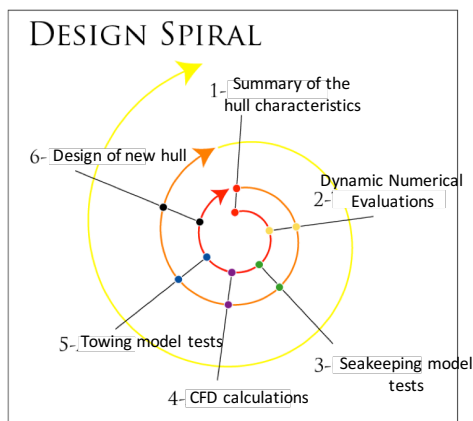 DESIGN SPIRAL
1- Summary of the
hull characteristics
2- Dynamic Numerical
Evaluations
3- Seakeeping model
tests
4- CFD calculations
5- Towing model tests
6- Design of new hull